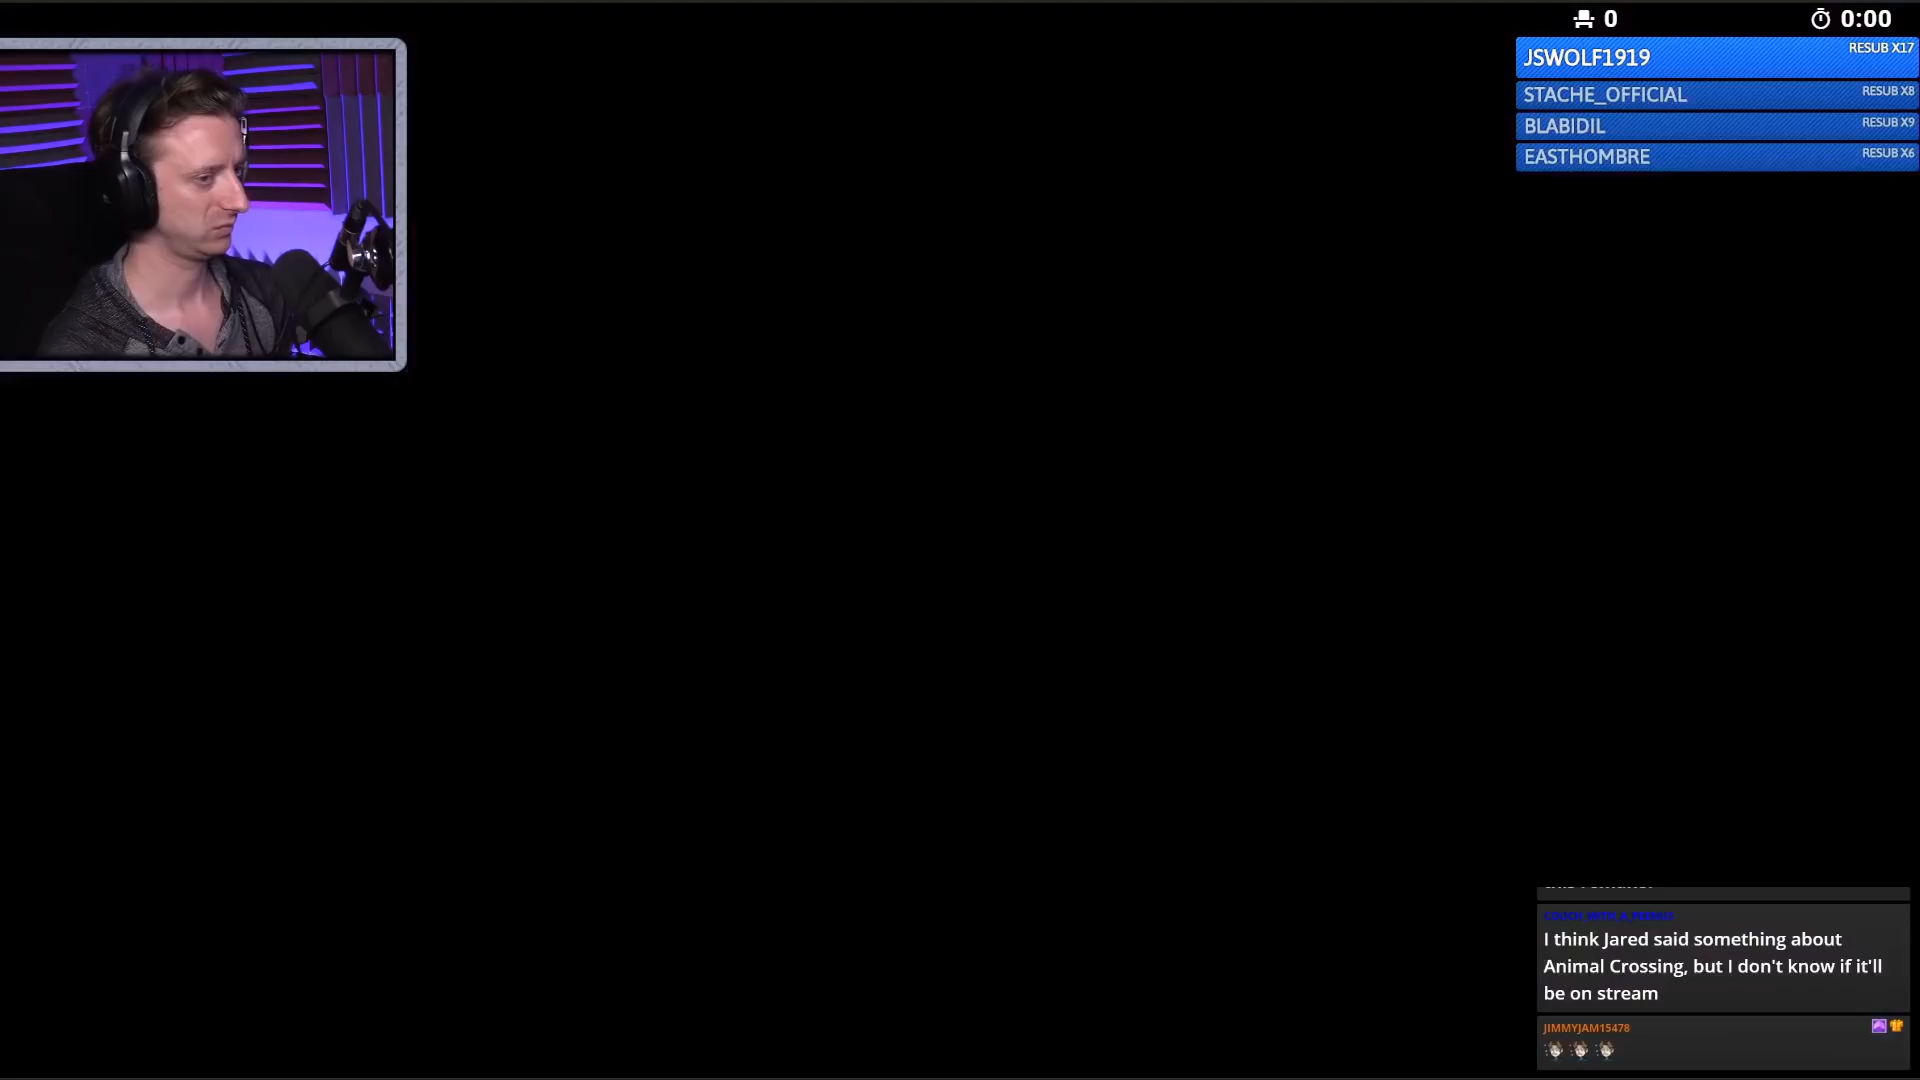 0
0:00
JSWOLF1919 RESUB X17
STACHE_OFFICIAL RESUB X8
BLABIDIL RESUB X9
EASTHOMBRE RESUB X6
I think Jared said something about
Animal Crossing, but I don't know if it'll
be on stream
JIMMYJAM15478